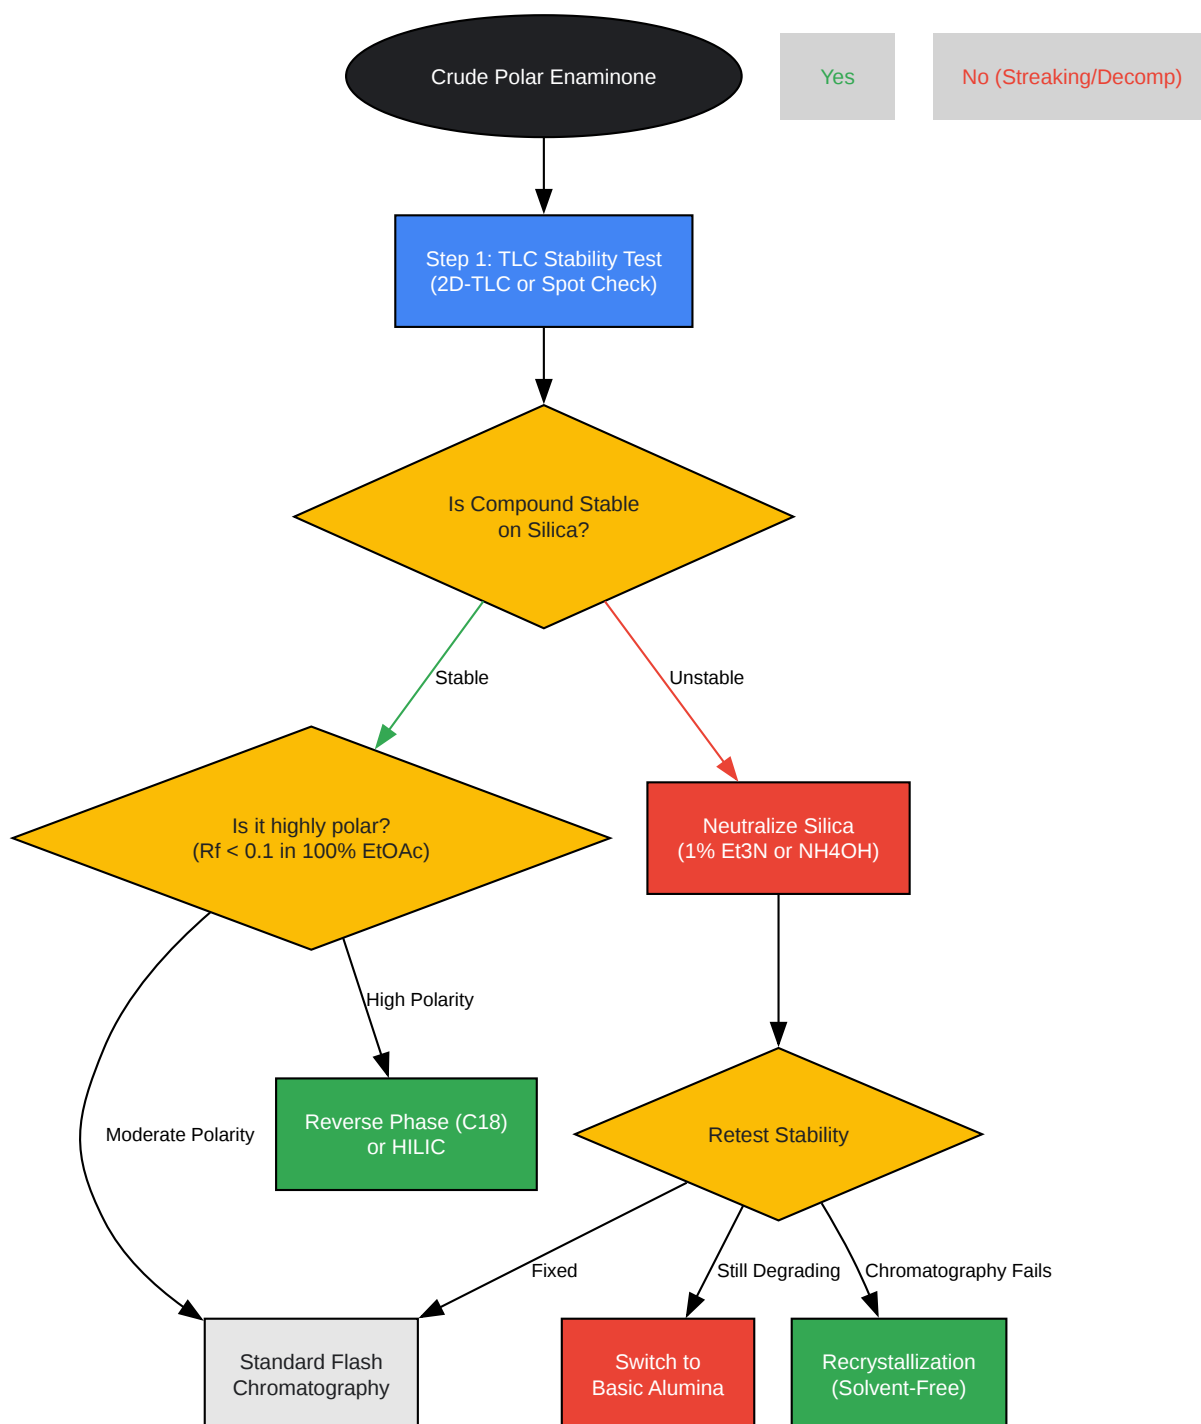 Crude Polar Enaminone
Yes
No (Streaking/Decomp)
Step 1: TLC Stability Test
(2D-TLC or Spot Check)
Is Compound Stable
on Silica?
Stable
Unstable
Is it highly polar?
(Rf < 0.1 in 100% EtOAc)
Neutralize Silica
(1% Et3N or NH4OH)
High Polarity
Moderate Polarity
Reverse Phase (C18)
or HILIC
Retest Stability
Fixed
Still Degrading
Chromatography Fails
Standard Flash
Chromatography
Switch to
Basic Alumina
Recrystallization
(Solvent-Free)